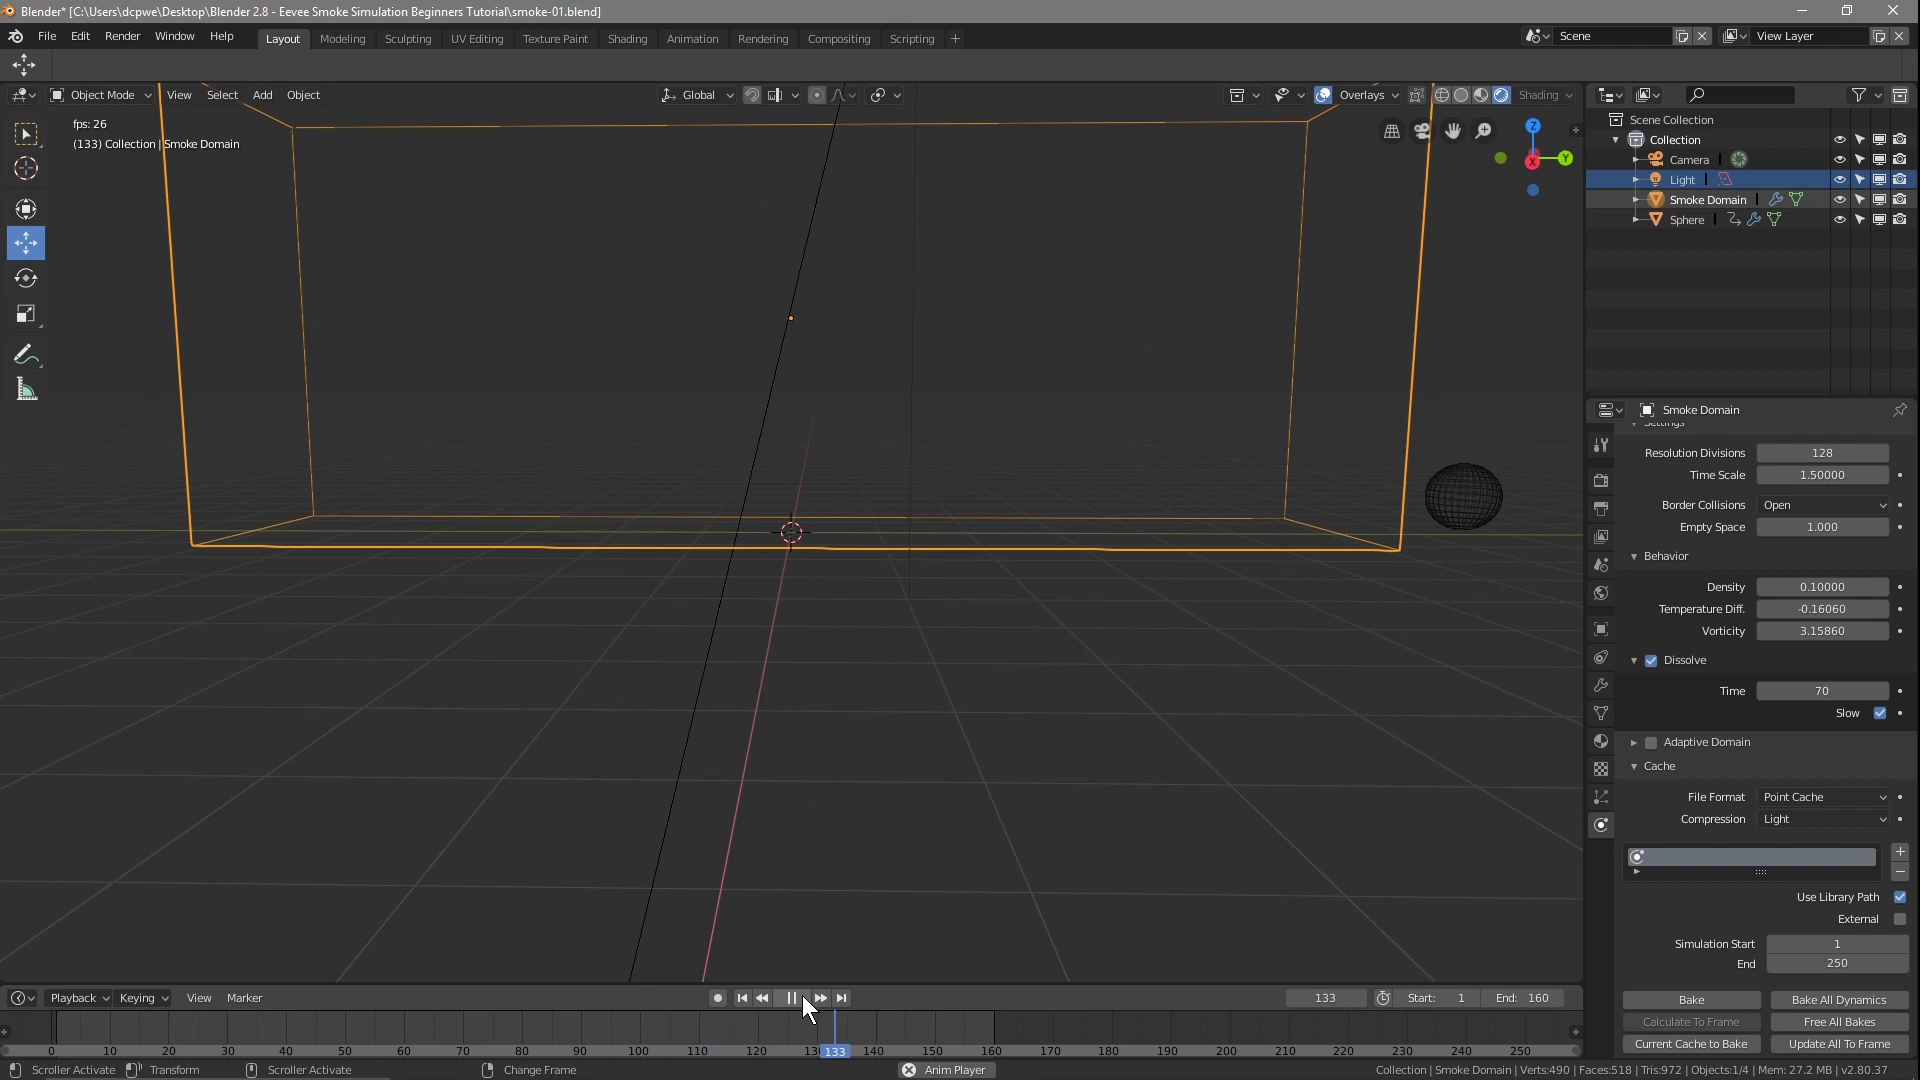 Blender* [C:\Users\dcpwe\Desktop\Blender 2.8 - Eevee Smoke Simulation Beginners Tutorial\smoke-01.blend]
File Edit Render Window Help Layout Modeling Sculpting UV Editing Texture Paint Shading Animation Rendering Compositing Scripting + Scene View Layer
Object Mode View Select Add Object Global Overlays Shading
fps: 26
(133) Collection | Smoke Domain
Z
Y
X
Scene Collection
Collection
Camera
Light
Smoke Domain
Sphere
Smoke Domain
Settings
Resolution Divisions 128
Time Scale 1.50000
Border Collisions Open
Empty Space 1.000
Behavior
Density 0.10000
Temperature Diff. -0.16060
Vorticity 3.15860
Dissolve
Time 70
Slow
Adaptive Domain
Cache
File Format Point Cache
Compression Light
Use Library Path
External
Simulation Start 1
End 250
Bake Bake All Dynamics
Calculate To Frame Free All Bakes
Current Cache to Bake Update All To Frame
Playback Keying View Marker 133 Start: 1 End: 160
0 10 20 30 40 50 60 70 80 90 100 110 120 133 140 150 160 170 180 190 200 210 220 230 240 250
Scroller Activate Transform Scroller Activate Change Frame Anim Player Collection | Smoke Domain | Verts:490 | Faces:518 | Tris:972 | Objects:1/4 | Mem: 27.2 MB | v2.80.37